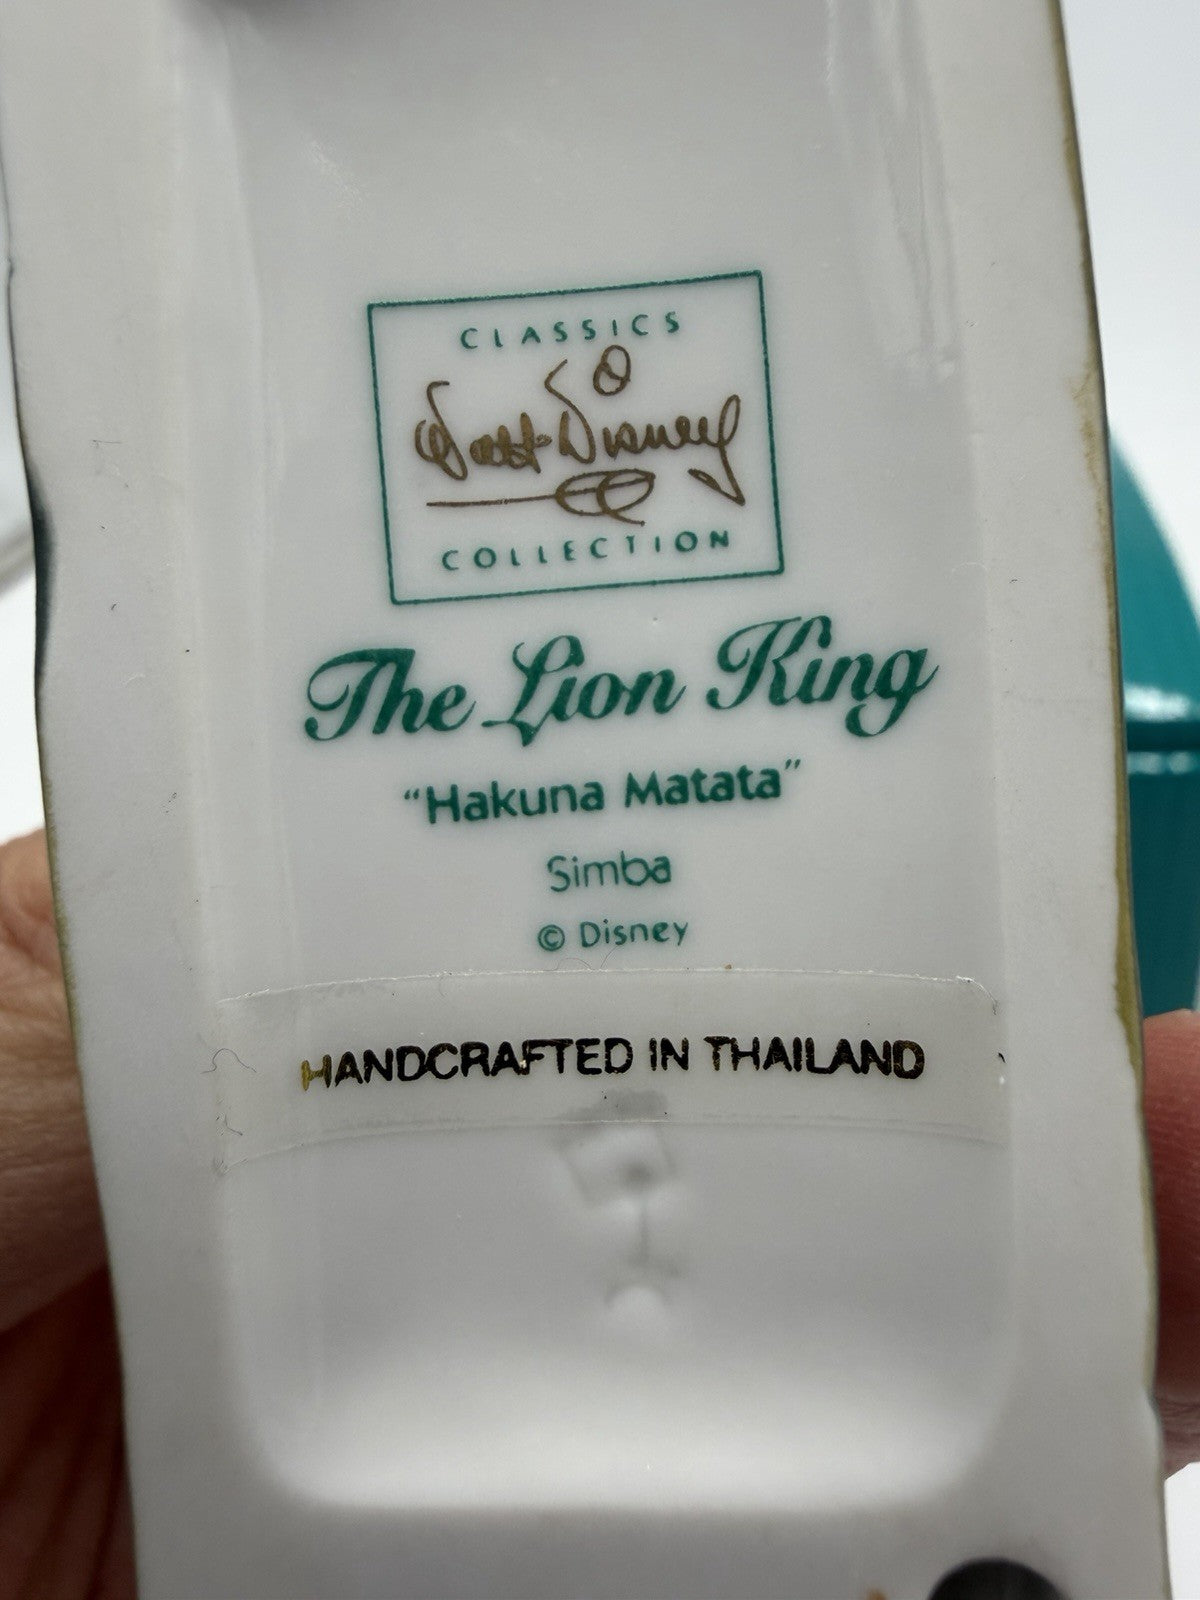 CLASSICS
Walt Disney
COLLECTION
The Lion King
“Hakuna Matata”
Simba
© Disney
HANDCRAFTED IN THAILAND